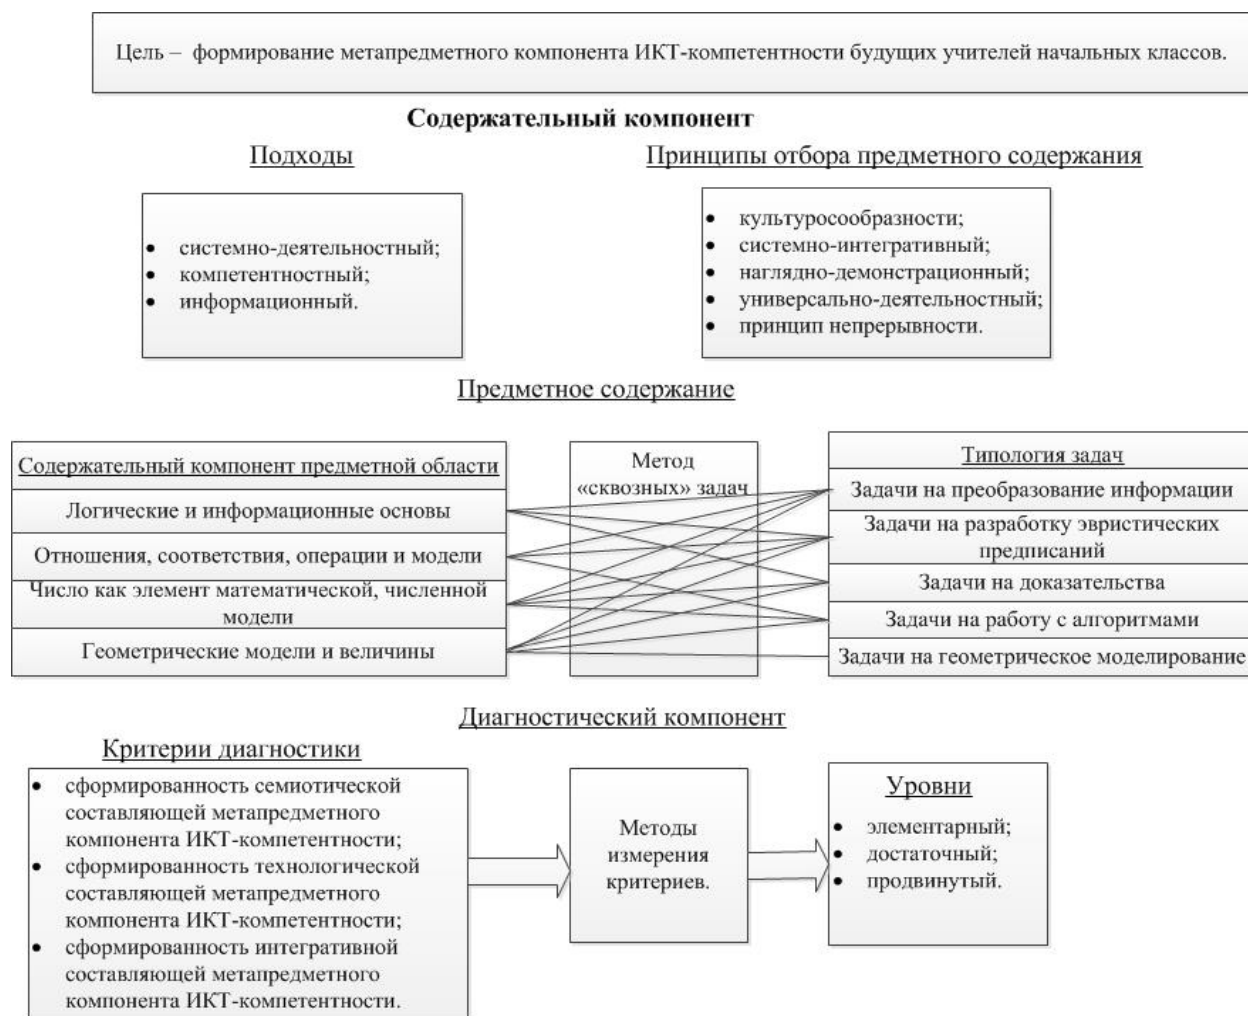 Цель – формирование метапредметного компонента ИКТ-компетентности будущих учителей начальных классов.
Содержательный компонент
Подходы
• системно-деятельностный;
• компетентностный;
• информационный.
Принципы отбора предметного содержания
• культуросообразности;
• системно-интегративный;
• наглядно-демонстрационный;
• универсально-деятельностный;
• принцип непрерывности.
Предметное содержание
Содержательный компонент предметной области
Логические и информационные основы
Отношения, соответствия, операции и модели
Число как элемент математической, численной
модели
Геометрические модели и величины
Метод
«сквозных» задач
Типология задач
Задачи на преобразование информации
Задачи на разработку эвристических
предписаний
Задачи на доказательства
Задачи на работу с алгоритмами
Задачи на геометрическое моделирование
Диагностический компонент
Критерии диагностики
• сформированность семиотической
составляющей метапредметного
компонента ИКТ-компетентности;
• сформированность технологической
составляющей метапредметного
компонента ИКТ-компетентности;
• сформированность интегративной
составляющей метапредметного
компонента ИКТ-компетентности.
Методы
измерения
критериев.
Уровни
• элементарный;
• достаточный;
• продвинутый.